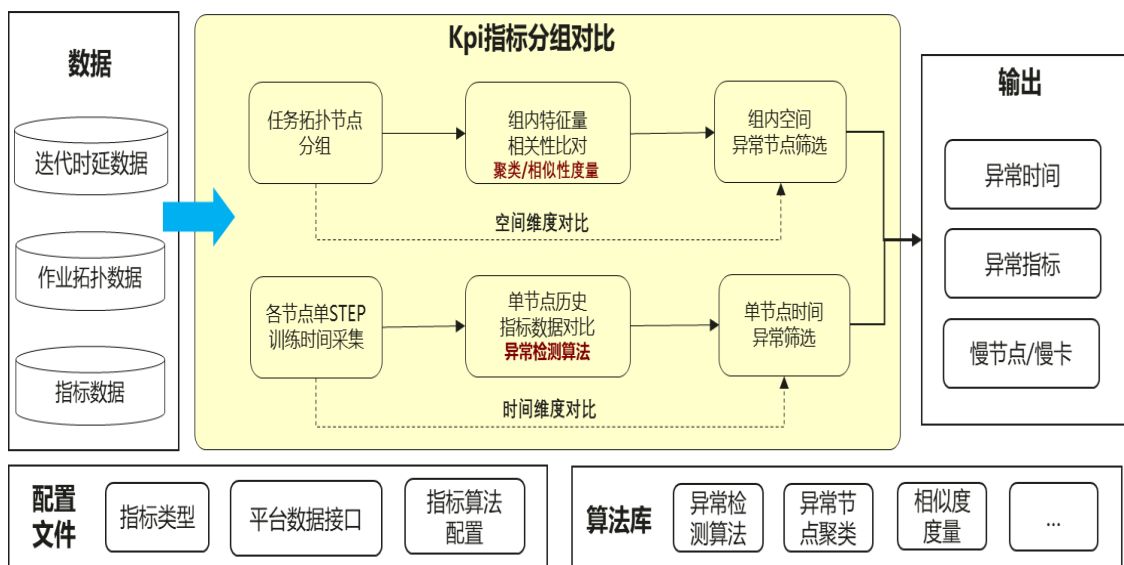 数据
迭代时延数据
作业拓扑数据
指标数据
Kpi指标分组对比
任务拓扑节点
分组
组内特征量
相关性比对
聚类/相似性度量
组内空间
异常节点筛选
空间维度对比
各节点单STEP
训练时间采集
单节点历史
指标数据对比
异常检测算法
单节点时间
异常筛选
时间维度对比
输出
异常时间
异常指标
慢节点/慢卡
配置
文件
指标类型
平台数据接口
指标算法
配置
算法库
异常检
测算法
异常节
点聚类
相似度
度量
...